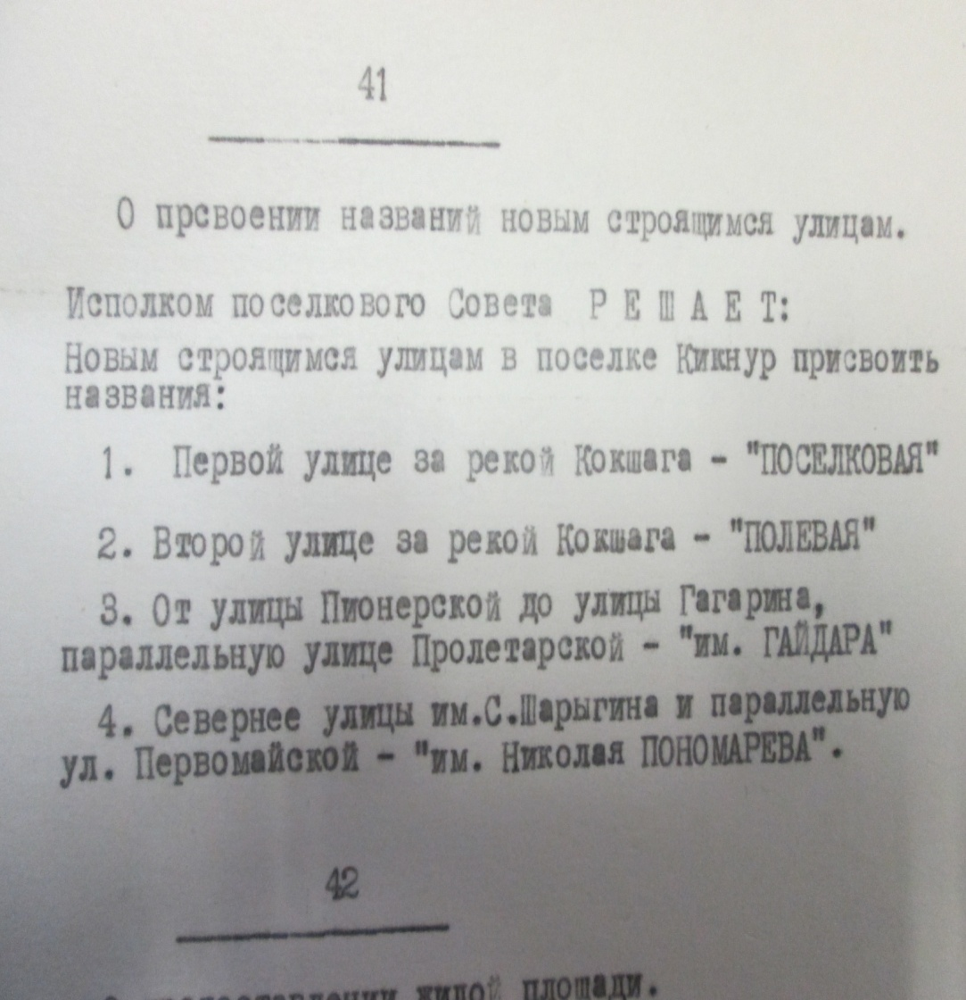 41
О прсвоении названий новым строящимся улицам.
Исполком поселкового Совета Р Е Ш А Е Т:
Новым строящимся улицам в поселке Кикнур присвоить
названия:
1. Первой улице за рекой Кокшага - "ПОСЕЛКОВАЯ"
2. Второй улице за рекой Кокшага - "ПОЛЕВАЯ"
3. От улицы Пионерской до улицы Гагарина,
параллельную улице Пролетарской - "им. ГАЙДАРА"
4. Севернее улицы им.С.Шарыгина и параллельную
ул. Первомайской - "им. Николая ПОНОМАРЕВА".
42
О предоставлении жилой площади.